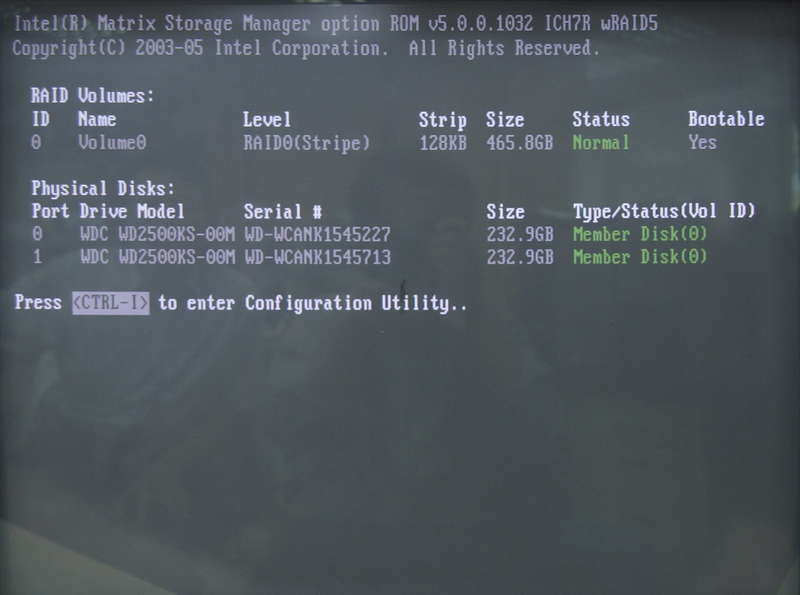 Intel(R) Matrix Storage Manager option ROM v5.0.0.1032 ICH7R wRAID5
Copyright(C) 2003-05 Intel Corporation.  All Rights Reserved.
RAID Volumes:
ID Name Level Strip Size Status Bootable
0 Volume0 RAID0(Stripe) 128KB 465.8GB Normal Yes
Physical Disks:
Port Drive Model Serial # Size Type/Status(Vol ID)
0 WDC WD2500KS-00M WD-WCANK1545227 232.9GB Member Disk(0)
1 WDC WD2500KS-00M WD-WCANK1545713 232.9GB Member Disk(0)
Press <CTRL-I> to enter Configuration Utility..